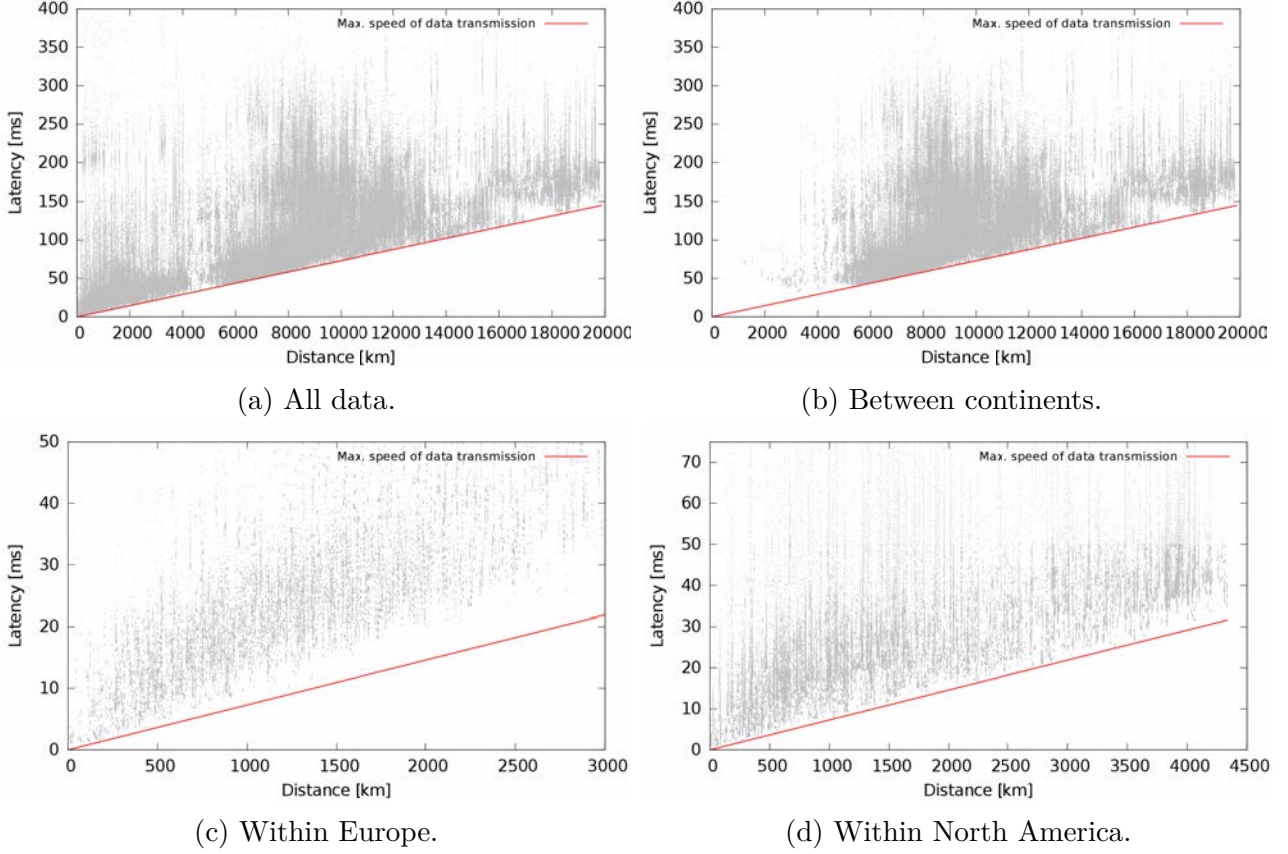 400
350
300
250
200
150
100
50
0
Latency [ms]
Max. speed of data transmission
0 2000 4000 6000 8000 10000 12000 14000 16000 18000 20000
Distance [km]
(a) All data.
400
350
300
250
200
150
100
50
0
Latency [ms]
Max. speed of data transmission
0 2000 4000 6000 8000 10000 12000 14000 16000 18000 20000
Distance [km]
(b) Between continents.
50
40
30
20
10
0
Latency [ms]
Max. speed of data transmission
0 500 1000 1500 2000 2500 3000
Distance [km]
(c) Within Europe.
70
60
50
40
30
20
10
0
Latency [ms]
Max. speed of data transmission
0 500 1000 1500 2000 2500 3000 3500 4000 4500
Distance [km]
(d) Within North America.